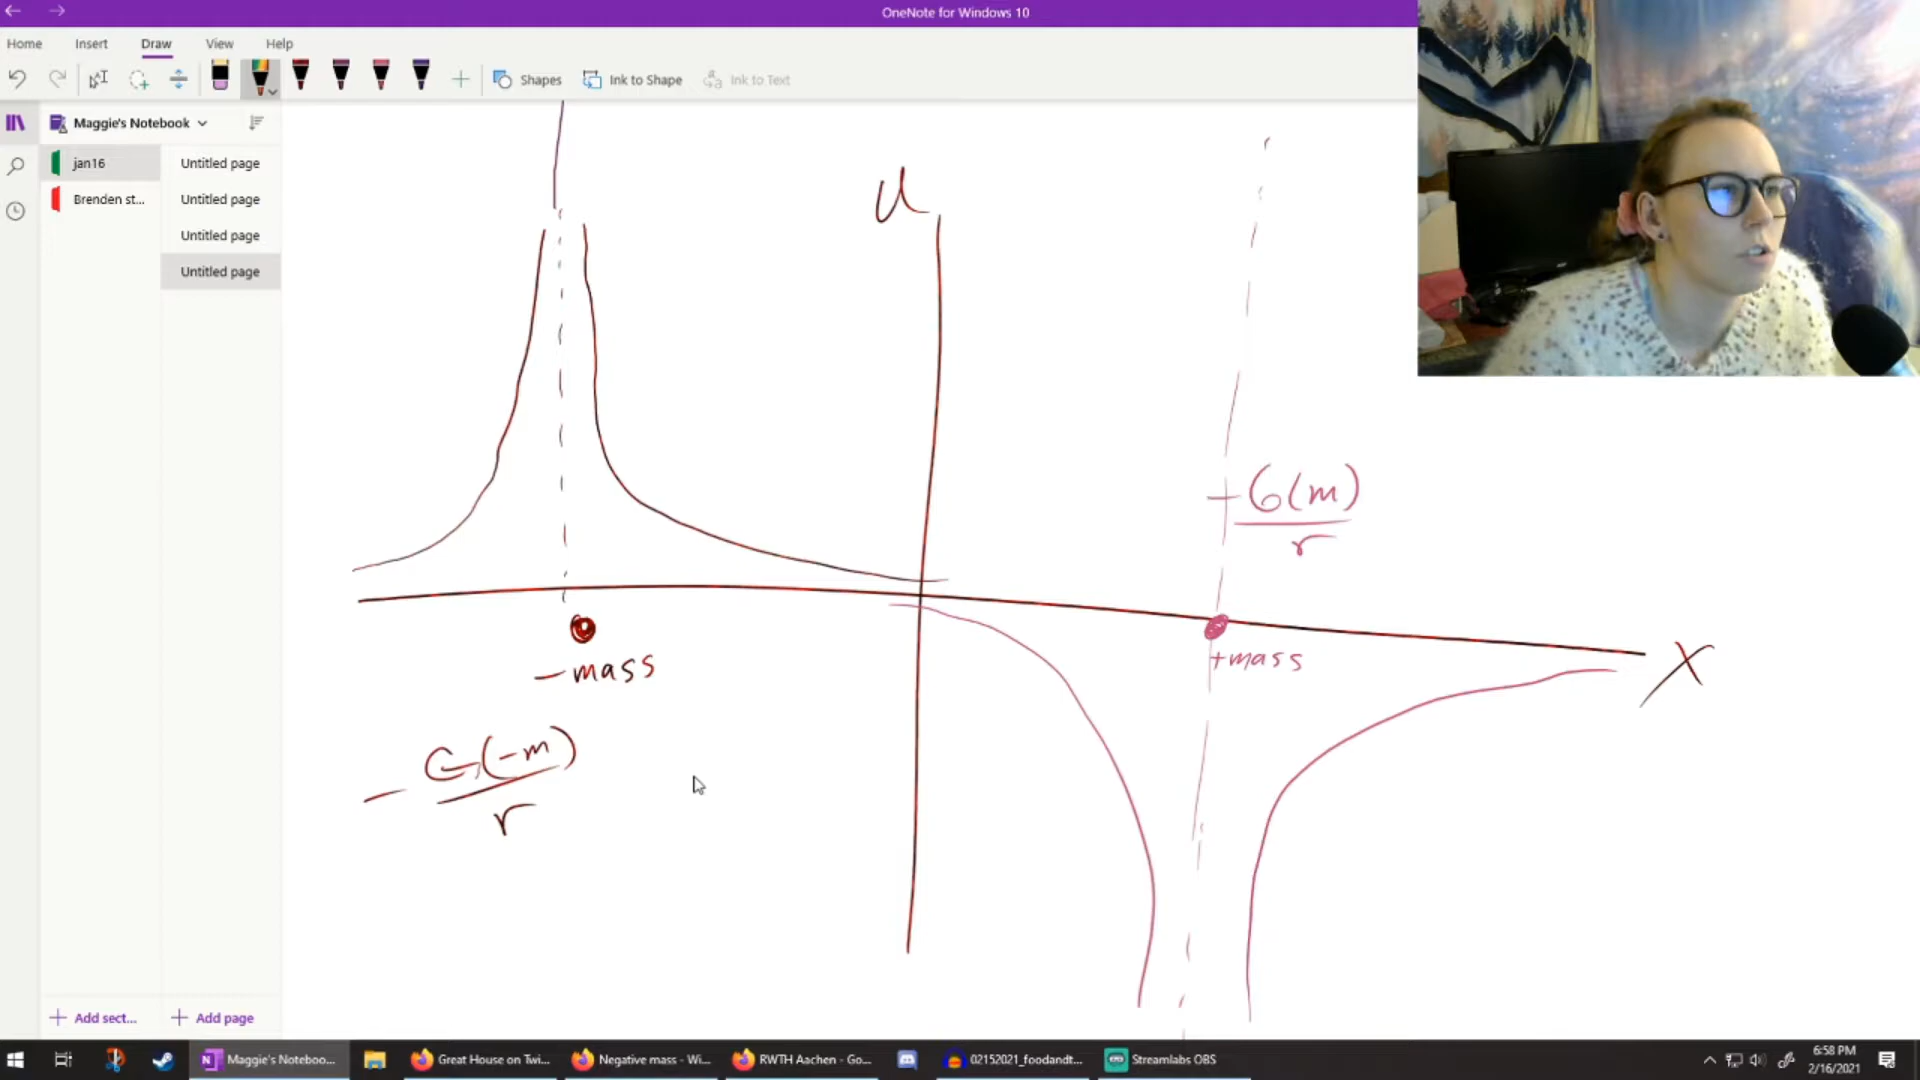 OneNote for Windows 10
Home Insert Draw View Help
Shapes Ink to Shape Ink to Text
Maggie's Notebook
jan16
Brenden st...
Untitled page
Untitled page
Untitled page
Untitled page
U
-G(m)
r
+mass
X
-mass
- G(-m)
r
Add sect... Add page
Maggie's Noteboo... Great House on Twi... Negative mass - Wi... RWTH Aachen - Go... 02152021_foodandt... Streamlabs OBS
6:58 PM
2/16/2021